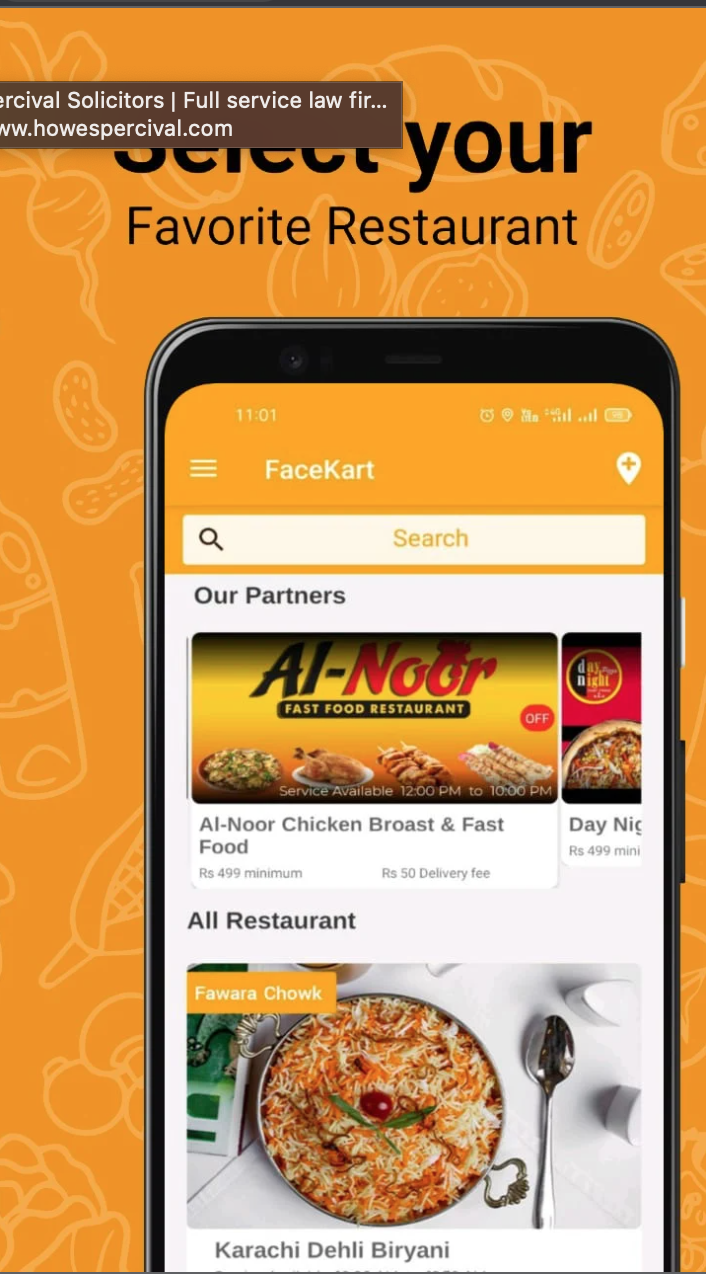 ercival Solicitors | Full service law fir...
ww.howespercival.com
Select your
Favorite Restaurant
11:01
FaceKart
Search
Our Partners
Al-Noor
FAST FOOD RESTAURANT
OFF
Service Available 12:00 PM to 10:00 PM
day
night
Al-Noor Chicken Broast & Fast
Food
Rs 499 minimum
Rs 50 Delivery fee
Day Nig
Rs 499 mini
All Restaurant
Fawara Chowk
Karachi Dehli Biryani